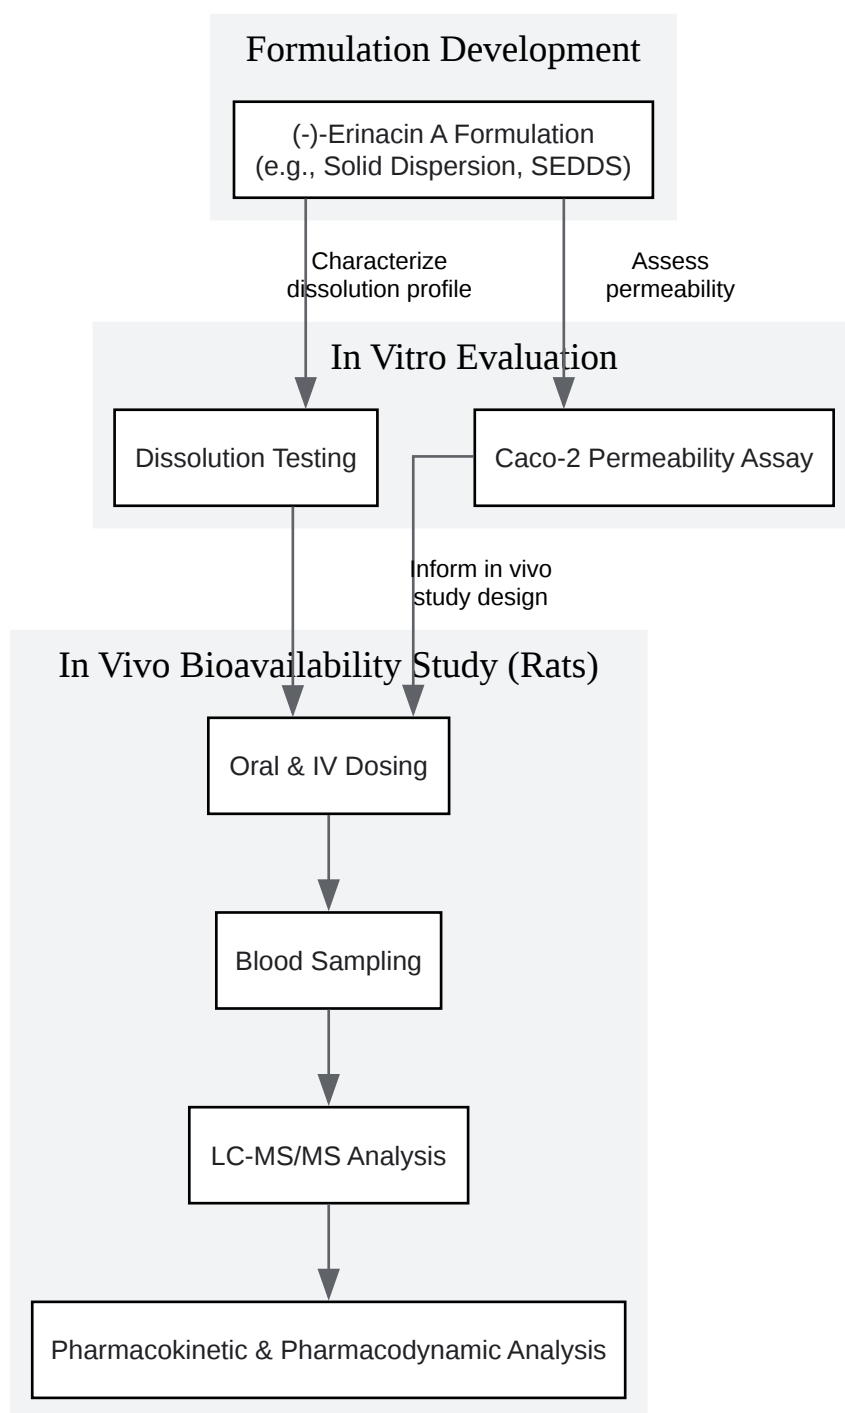 Formulation Development
(-)-Erinacin A Formulation
(e.g., Solid Dispersion, SEDDS)
Characterize
dissolution profile
Assess
permeability
In Vitro Evaluation
Dissolution Testing
Caco-2 Permeability Assay
Inform in vivo
study design
In Vivo Bioavailability Study (Rats)
Oral & IV Dosing
Blood Sampling
LC-MS/MS Analysis
Pharmacokinetic & Pharmacodynamic Analysis